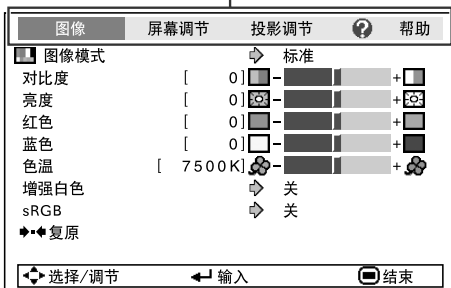 图像 屏幕调节 投影调节 ? 帮助
图像模式 标准
对比度 [ 0] - +
亮度 [ 0] - +
红色 [ 0] - +
蓝色 [ 0] - +
色温 [ 7500K] - +
增强白色 关
sRGB 关
复原
选择/调节 输入 结束